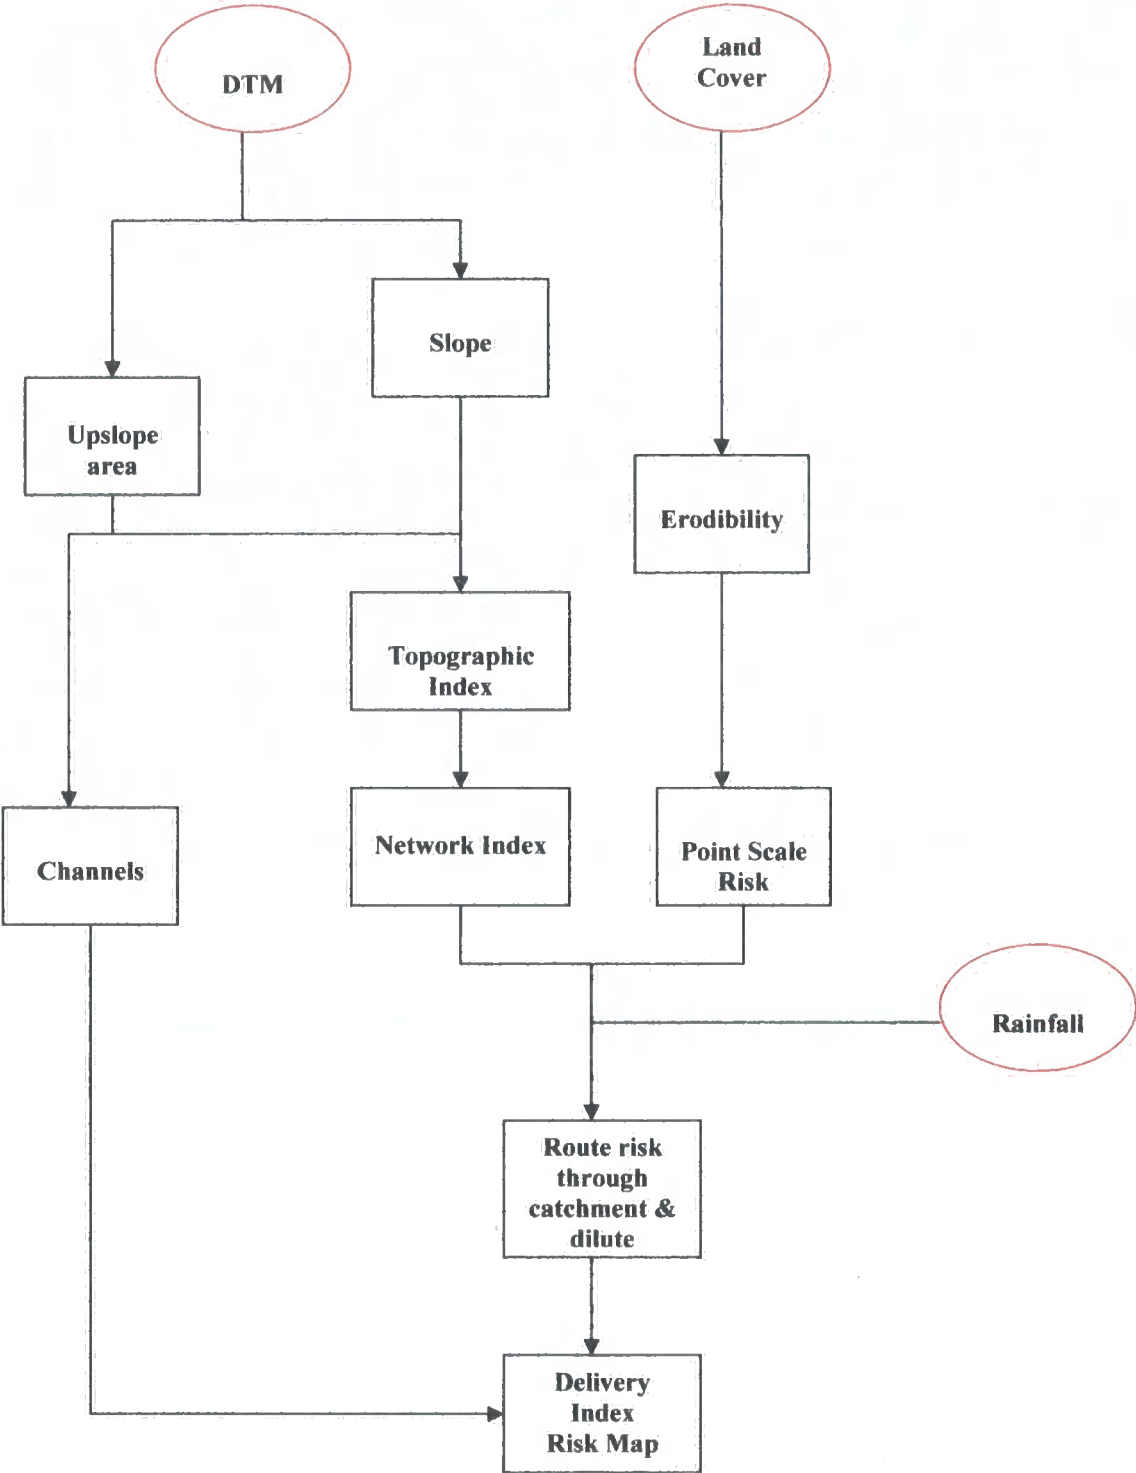 DTM
Land
Cover
Slope
Upslope
area
Erodibility
Topographic
Index
Network Index
Point Scale
Risk
Channels
Rainfall
Route risk
through
catchment &
dilute
Delivery
Index
Risk Map